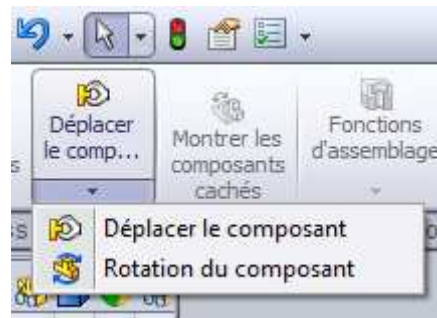 Déplacer
le comp...
Montrer les
composants
cachés
Fonctions
d'assemblage
Déplacer le composant
Rotation du composant